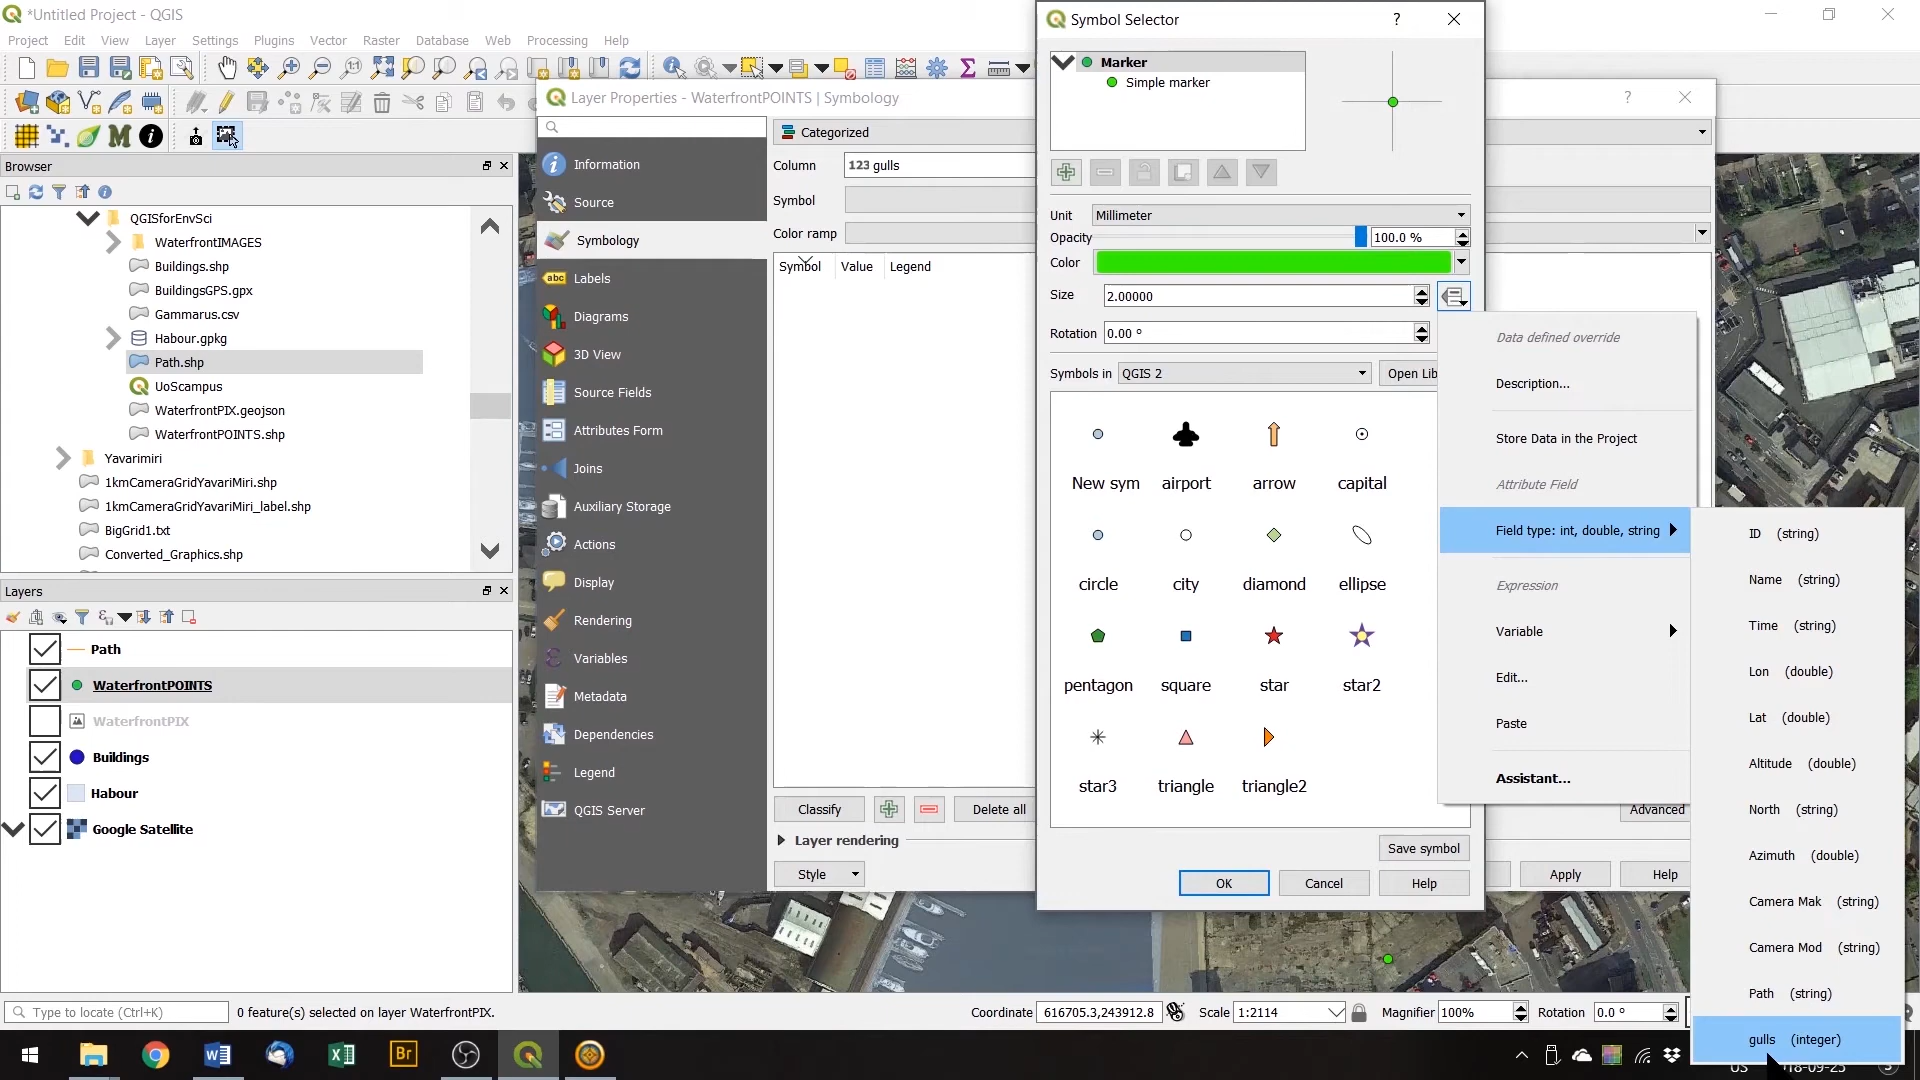 *Untitled Project - QGIS
Project Edit View Layer Settings Plugins Vector Raster Database Web Processing Help
Browser
QGISforEnvSci
WaterfrontIMAGES
Buildings.shp
BuildingsGPS.gpx
Gammarus.csv
Habour.gpkg
Path.shp
UoScampus
WaterfrontPIX.geojson
WaterfrontPOINTS.shp
Yavarimiri
1kmCameraGridYavariMiri.shp
1kmCameraGridYavariMiri_label.shp
BigGrid1.txt
Converted_Graphics.shp
Layers
Path
WaterfrontPOINTS
WaterfrontPIX
Buildings
Habour
Google Satellite
Layer Properties - WaterfrontPOINTS | Symbology
?
Information
Source
Symbology
abc Labels
Diagrams
3D View
Source Fields
Attributes Form
Joins
Auxiliary Storage
Actions
Display
Rendering
Variables
Metadata
Dependencies
Legend
QGIS Server
Categorized
Column 123 gulls
Symbol
Color ramp
Symbol Value Legend
Classify Delete all Advanced
Layer rendering
Style Apply Help
Symbol Selector ?
Marker
Simple marker
Unit Millimeter
Opacity 100.0 %
Color
Size 2.00000
Rotation 0.00 °
Symbols in QGIS 2 Open Lib
New sym airport arrow capital
circle city diamond ellipse
pentagon square star star2
star3 triangle triangle2
Save symbol
OK Cancel Help
Data defined override
Description...
Store Data in the Project
Attribute Field
Field type: int, double, string
Expression
Variable
Edit...
Paste
Assistant...
ID (string)
Name (string)
Time (string)
Lon (double)
Lat (double)
Altitude (double)
North (string)
Azimuth (double)
Camera Mak (string)
Camera Mod (string)
Path (string)
gulls (integer)
Type to locate (Ctrl+K) 0 feature(s) selected on layer WaterfrontPIX. Coordinate 616705.3,243912.8 Scale 1:2114 Magnifier 100% Rotation 0.0 °
Br
US